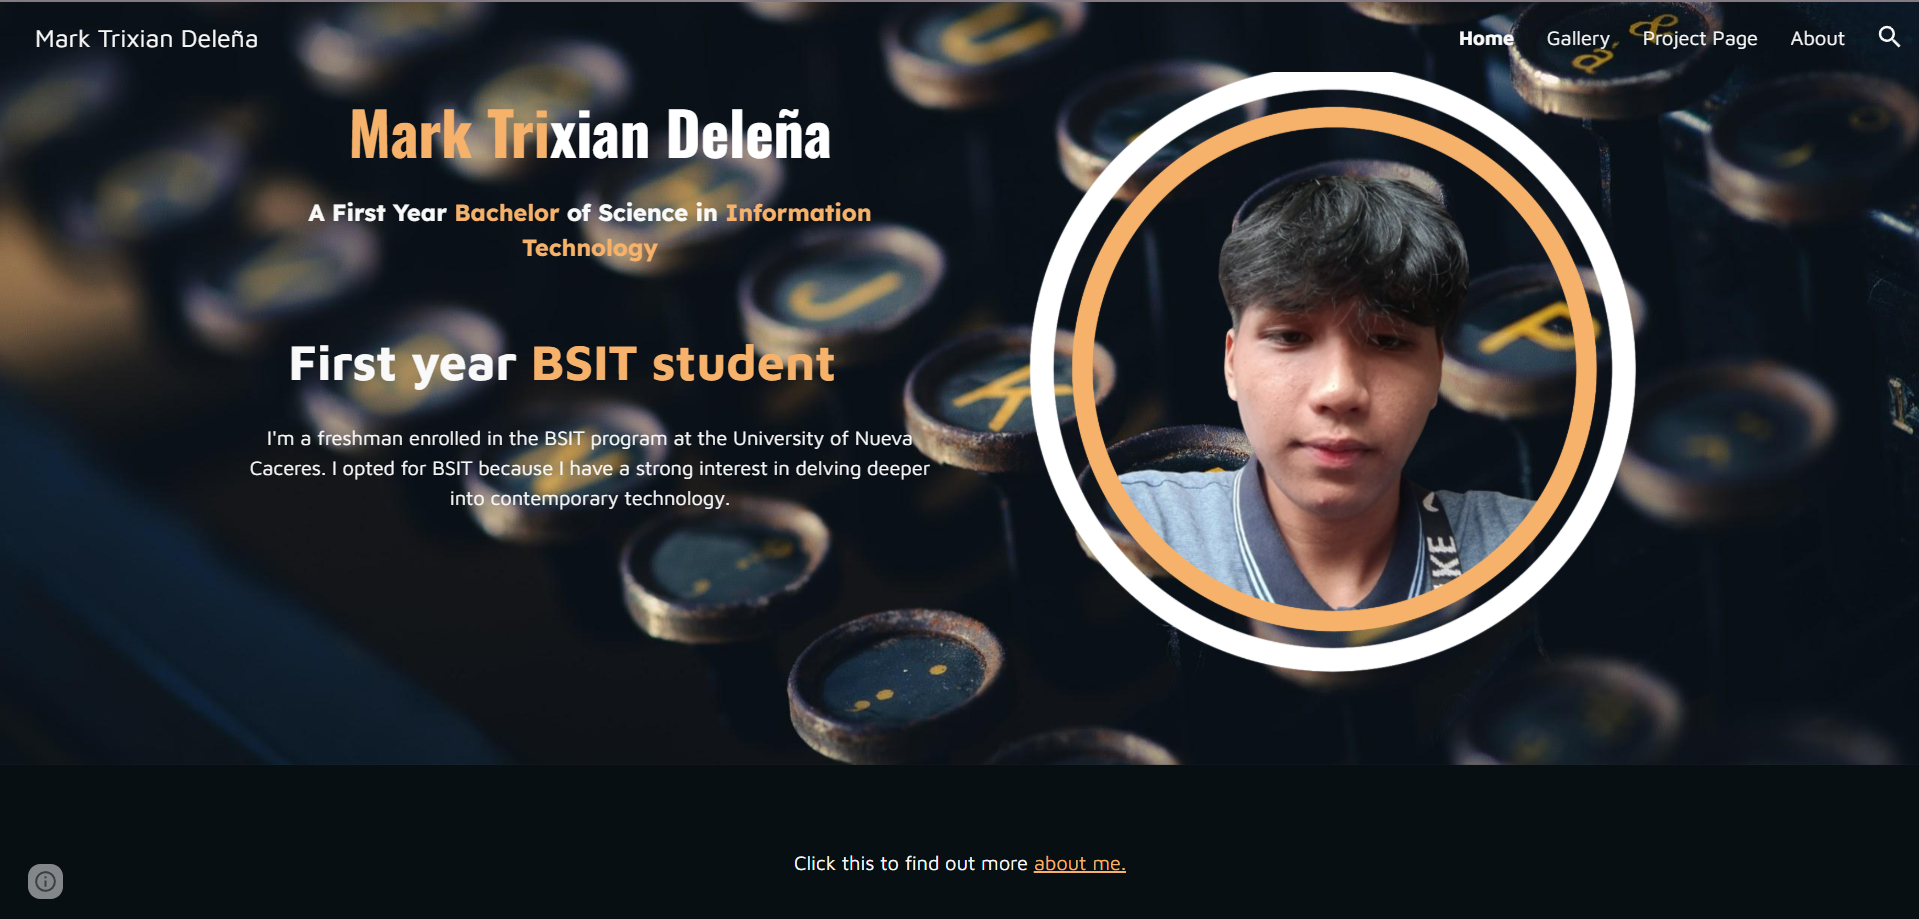 Mark Trixian Deleña
Home Gallery Project Page About
Mark Trixian Deleña
A First Year Bachelor of Science in Information
Technology
First year BSIT student
I'm a freshman enrolled in the BSIT program at the University of Nueva
Caceres. I opted for BSIT because I have a strong interest in delving deeper
into contemporary technology.
U
J
K
P
Click this to find out more about me.